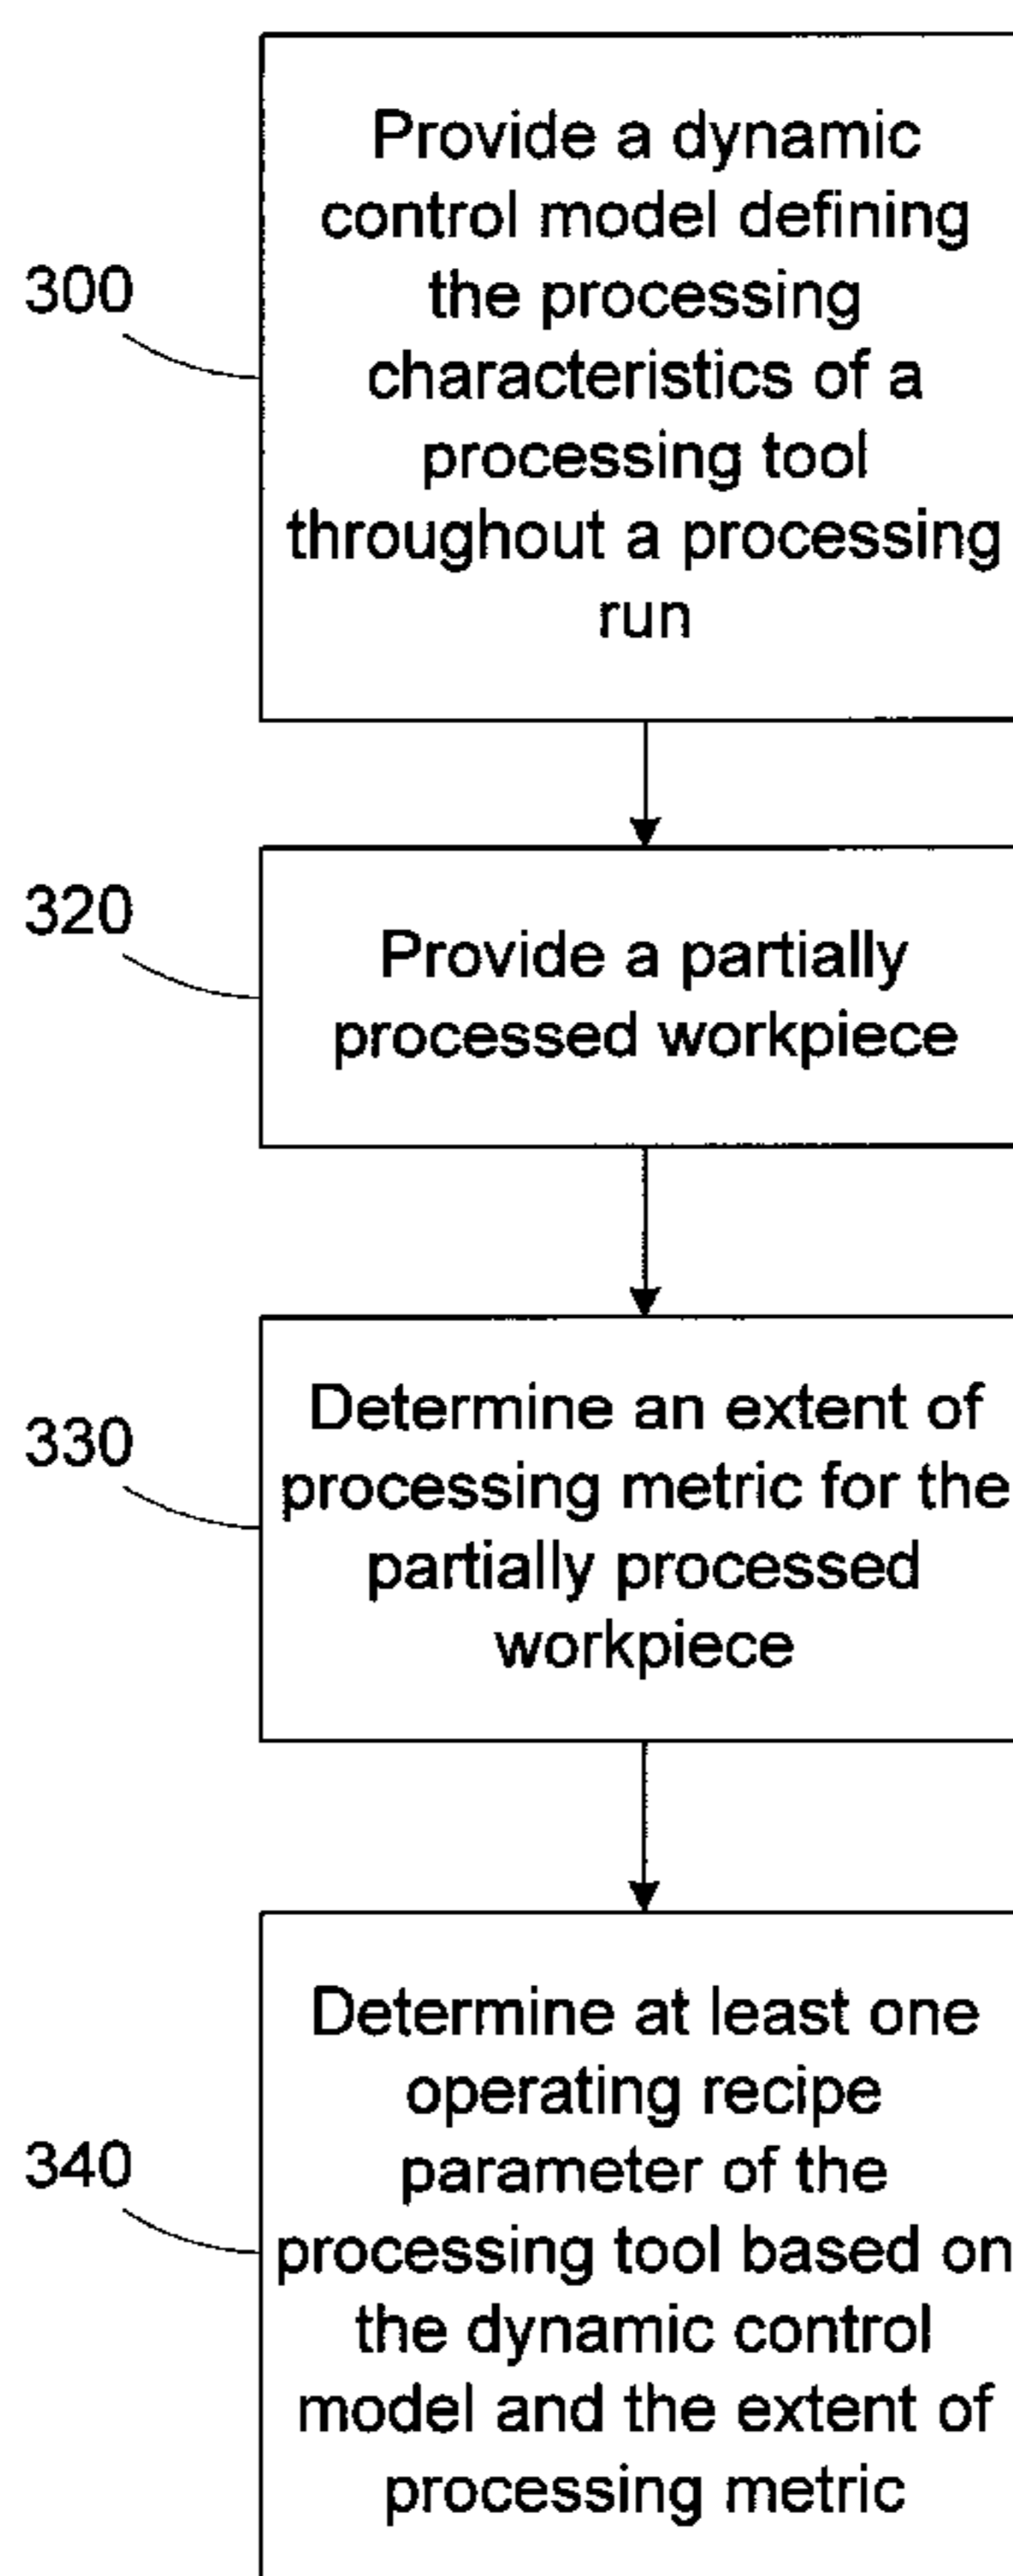 300
Provide a dynamic
control model defining
the processing
characteristics of a
processing tool
throughout a processing
run
320
Provide a partially
processed workpiece
330
Determine an extent of
processing metric for the
partially processed
workpiece
340
Determine at least one
operating recipe
parameter of the
processing tool based on
the dynamic control
model and the extent of
processing metric